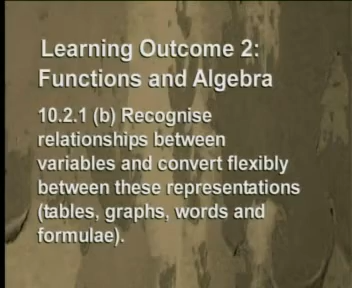 Learning Outcome 2:
Functions and Algebra
10.2.1 (b) Recognise
relationships between
variables and convert flexibly
between these representations
(tables, graphs, words and
formulae).